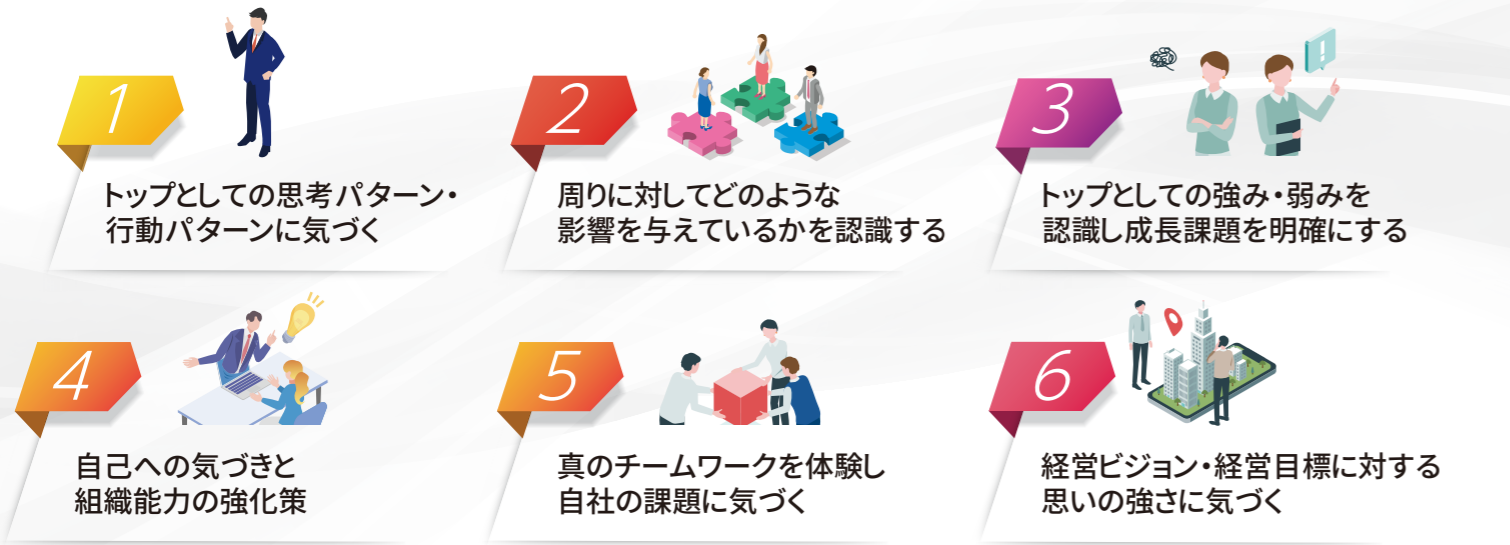 1
トップとしての思考パターン・
行動パターンに気づく
2
周りに対してどのような
影響を与えているかを認識する
3
!
トップとしての強み・弱みを
認識し成長課題を明確にする
4
自己への気づきと
組織能力の強化策
5
真のチームワークを体験し
自社の課題に気づく
6
経営ビジョン・経営目標に対する
思いの強さに気づく